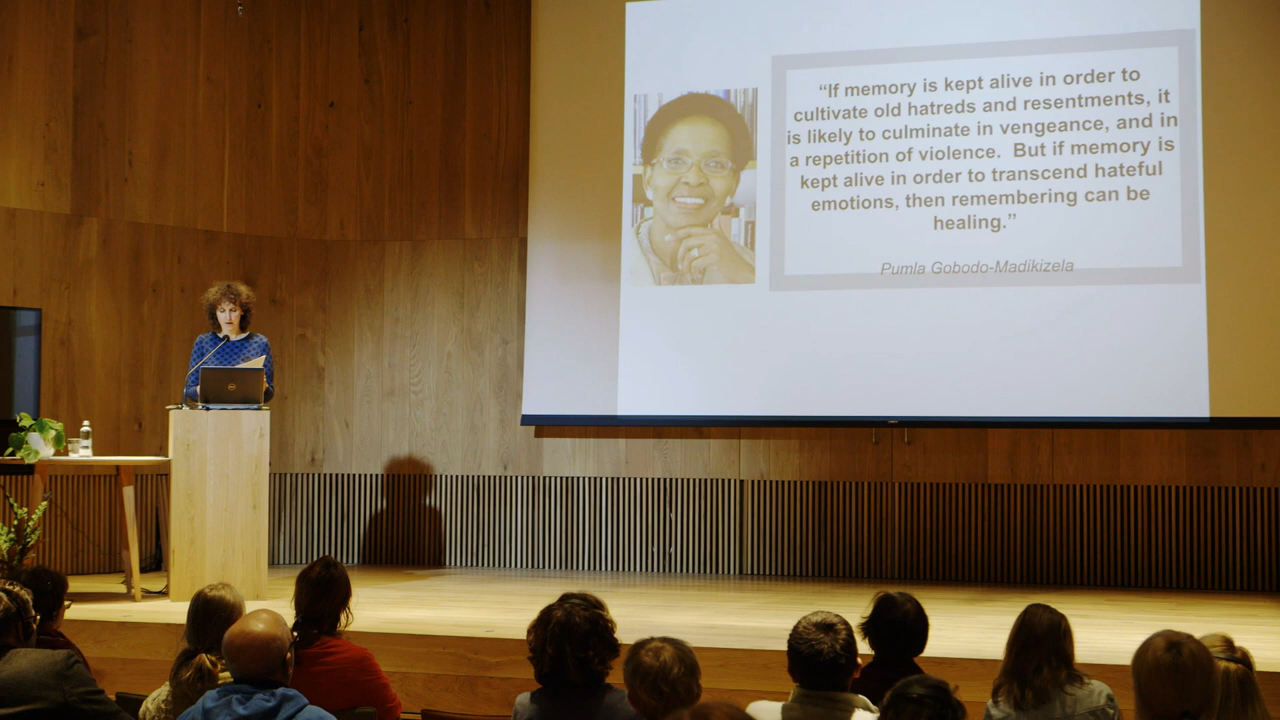 “If memory is kept alive in order to
cultivate old hatreds and resentments, it
is likely to culminate in vengeance, and in
a repetition of violence.  But if memory is
kept alive in order to transcend hateful
emotions, then remembering can be
healing.”
Pumla Gobodo-Madikizela